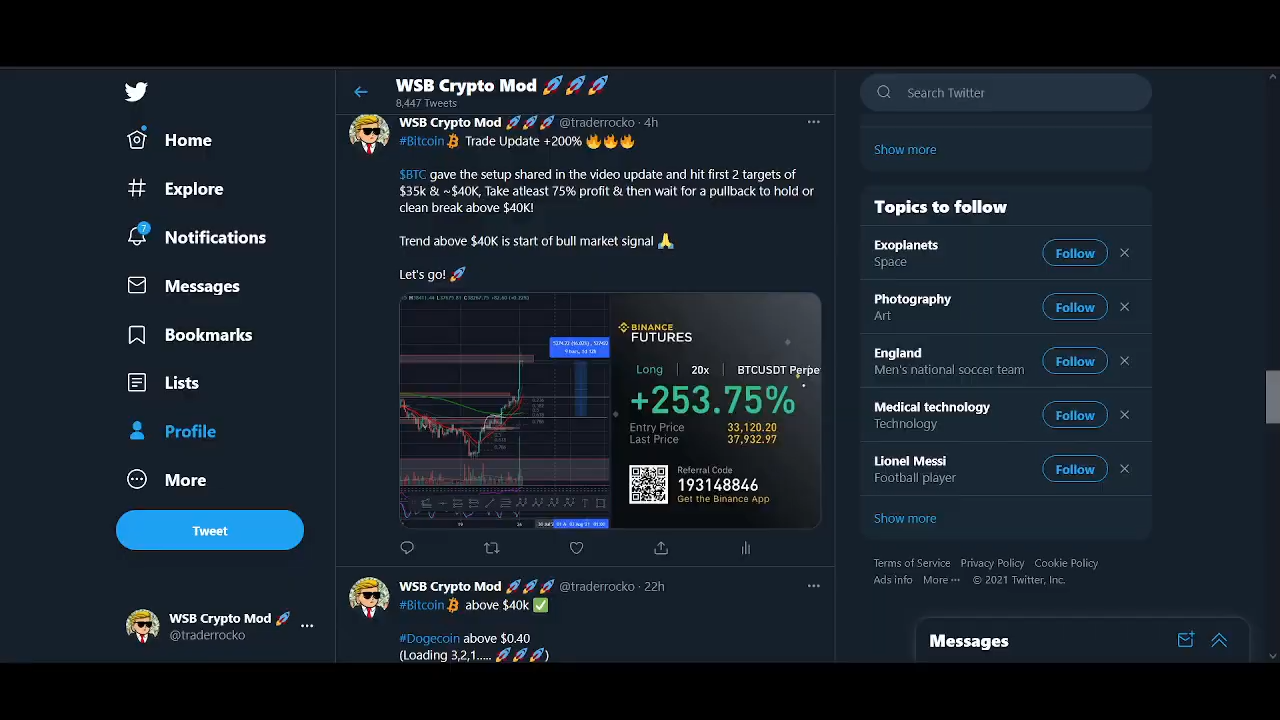 Home
Explore
7
Notifications
Messages
Bookmarks
Lists
Profile
More
Tweet
WSB Crypto Mod 🚀
@traderrocko
WSB Crypto Mod 🚀🚀🚀
8,447 Tweets
WSB Crypto Mod 🚀🚀🚀 @traderrocko · 4h
#Bitcoin Trade Update +200% 🔥🔥🔥
$BTC gave the setup shared in the video update and hit first 2 targets of
$35k & ~$40K, Take atleast 75% profit & then wait for a pullback to hold or
clean break above $40K!
Trend above $40K is start of bull market signal 🙏
Let's go! 🚀
BINANCE
FUTURES
Long | 20x | BTCUSDT Perpe
+253.75%
Entry Price 33,120.20
Last Price 37,932.97
Referral Code
193148846
Get the Binance App
19
24
WSB Crypto Mod 🚀🚀🚀 @traderrocko · 22h
#Bitcoin above $40k ✅
#Dogecoin above $0.40
(Loading 3,2,1..... 🚀🚀🚀)
Search Twitter
Show more
Topics to follow
Exoplanets
Space
Follow
Photography
Art
Follow
England
Men's national soccer team
Follow
Medical technology
Technology
Follow
Lionel Messi
Football player
Follow
Show more
Terms of Service Privacy Policy Cookie Policy
Ads info More ··· © 2021 Twitter, Inc.
Messages